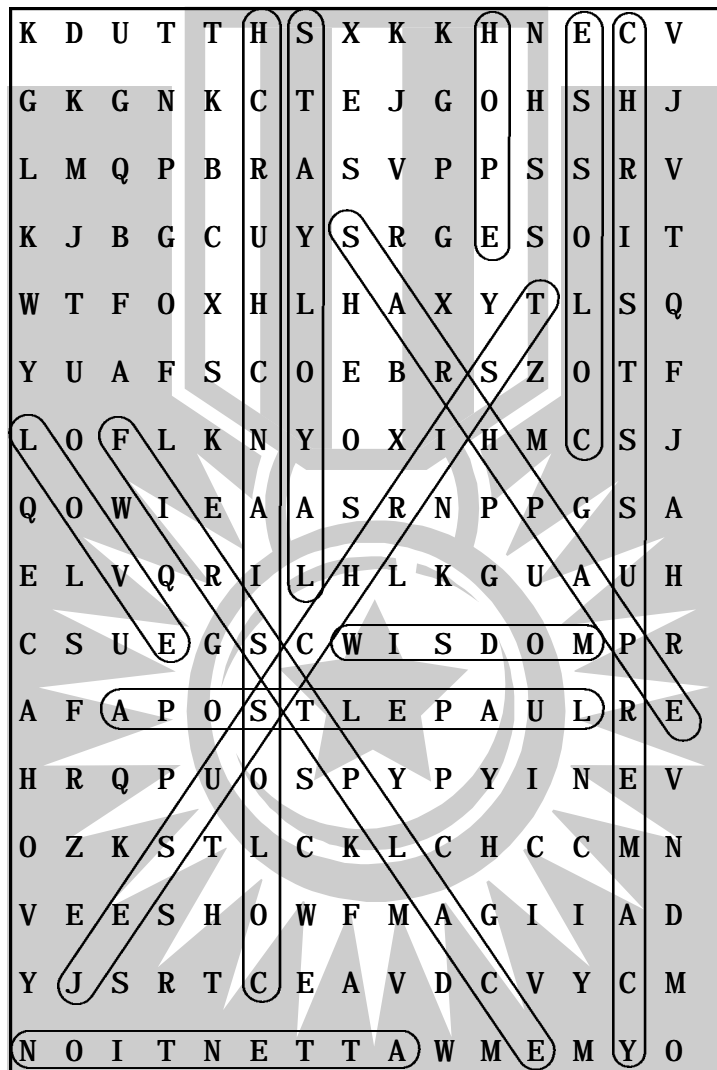 K D U T T H S X K K H N E C V
G K G N K C T E J G O H S H J
L M Q P B R A S V P P S S R V
K J B G C U Y S R G E S O I T
W T F O X H L H A X Y T L S Q
Y U A F S C O E B R S Z O T F
L O F L K N Y O X I H M C S J
Q O W I E A A S R N P P G S A
E L V Q R I L H L K G U A U H
C S U E G S C W I S D O M P R
A F A P O S T L E P A U L R E
H R Q P U O S P Y P Y I N E V
O Z K S T L C K L C H C C M N
V E E S H O W F M A G I I A D
Y J S R T C E A V D C V Y C M
N O I T N E T T A W M E M Y O